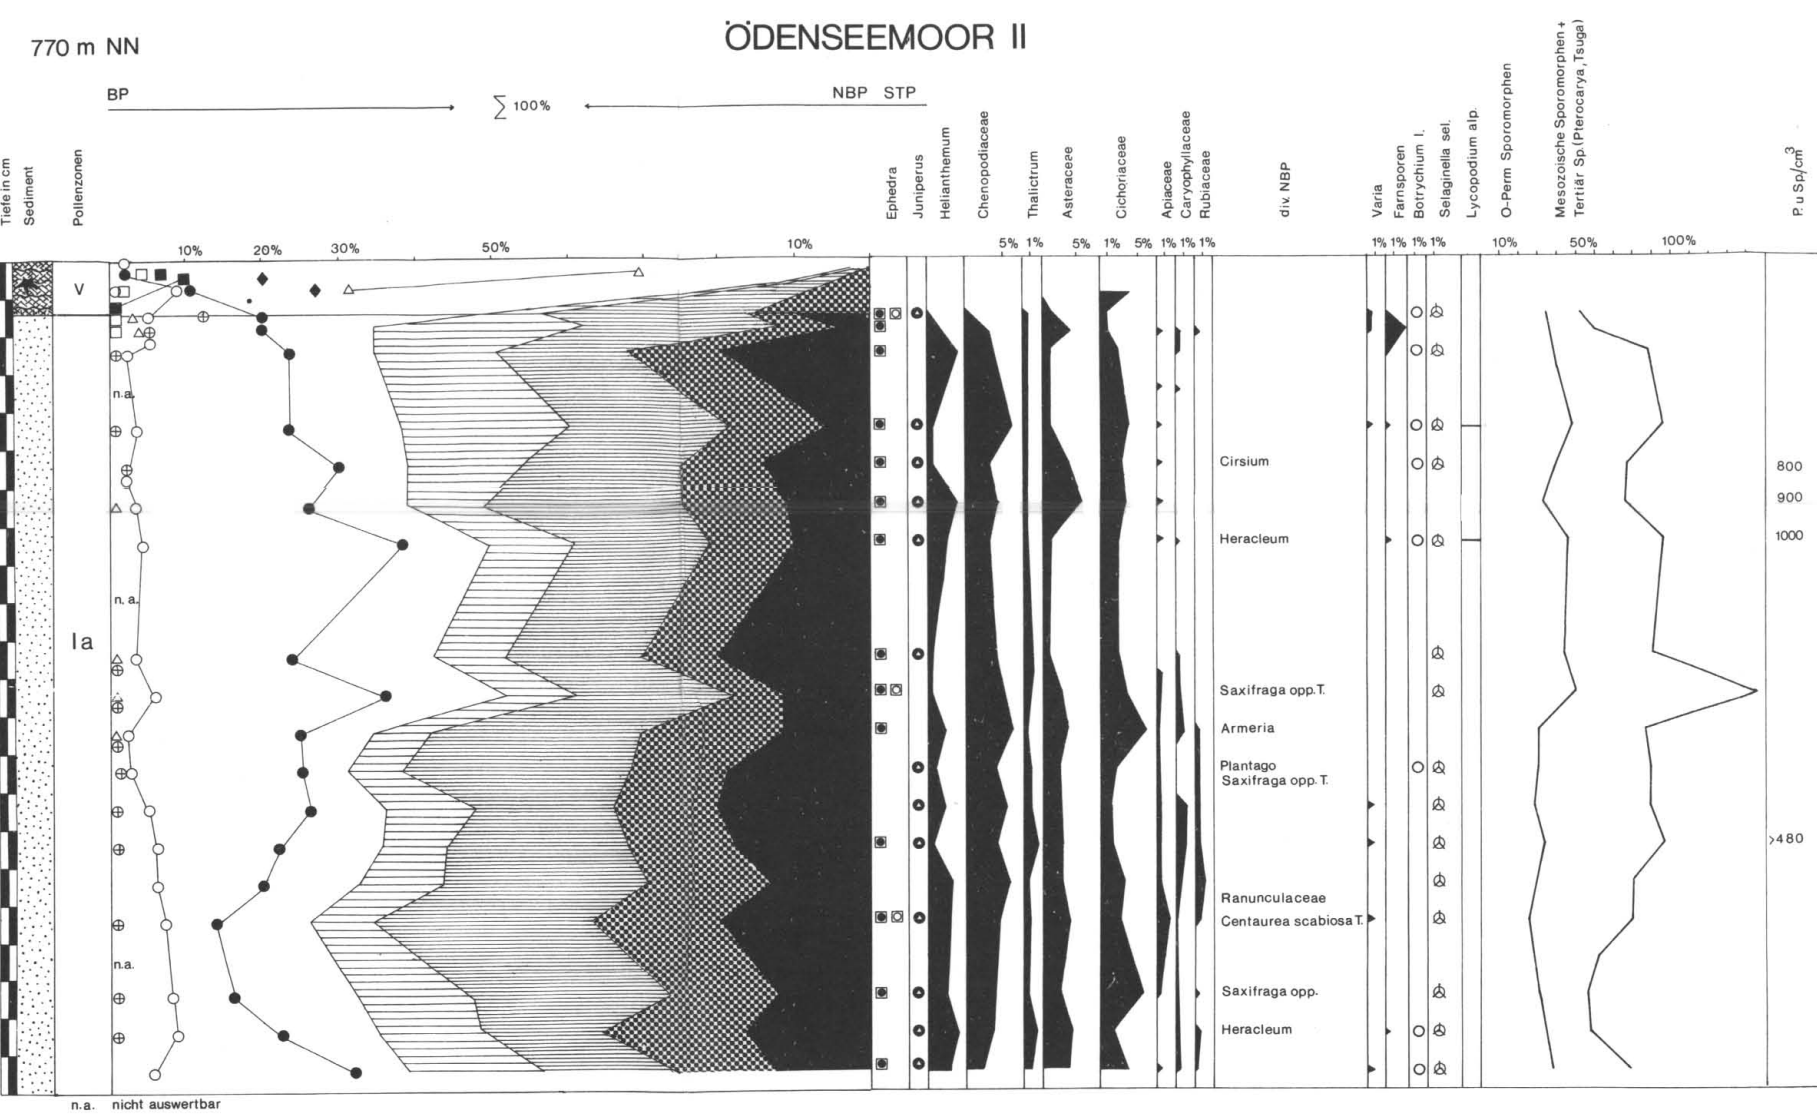 ÖDENSEEMOOR II
770 m NN
BP
∑ 100%
NBP STP
Tiefe in cm
Sediment
Pollenzonen
Ephedra
Juniperus
Helianthemum
Chenopodiaceae
Thalictrum
Asteraceae
Cichoriaceae
Apiaceae
Caryophyllaceae
Rubiaceae
div. NBP
Varia
Farnsporen
Botrychium l.
Selaginella sel.
Lycopodium alp.
O-Perm Sporomorphen
Mesozoische Sporomorphen +
Tertiär Sp.(Pterocarya, Tsuga)
P. u Sp/cm³
10% 20% 30% 50% 10% 5% 1% 5% 1% 5% 1% 1% 1% 1% 1% 1% 1% 10% 50% 100%
V
n.a.
Cirsium
800
900
Heracleum
1000
n. a.
Ia
Saxifraga opp. T.
Armeria
Plantago
Saxifraga opp. T.
>480
Ranunculaceae
Centaurea scabiosa T.
n.a.
Saxifraga opp.
Heracleum
n.a. nicht auswertbar